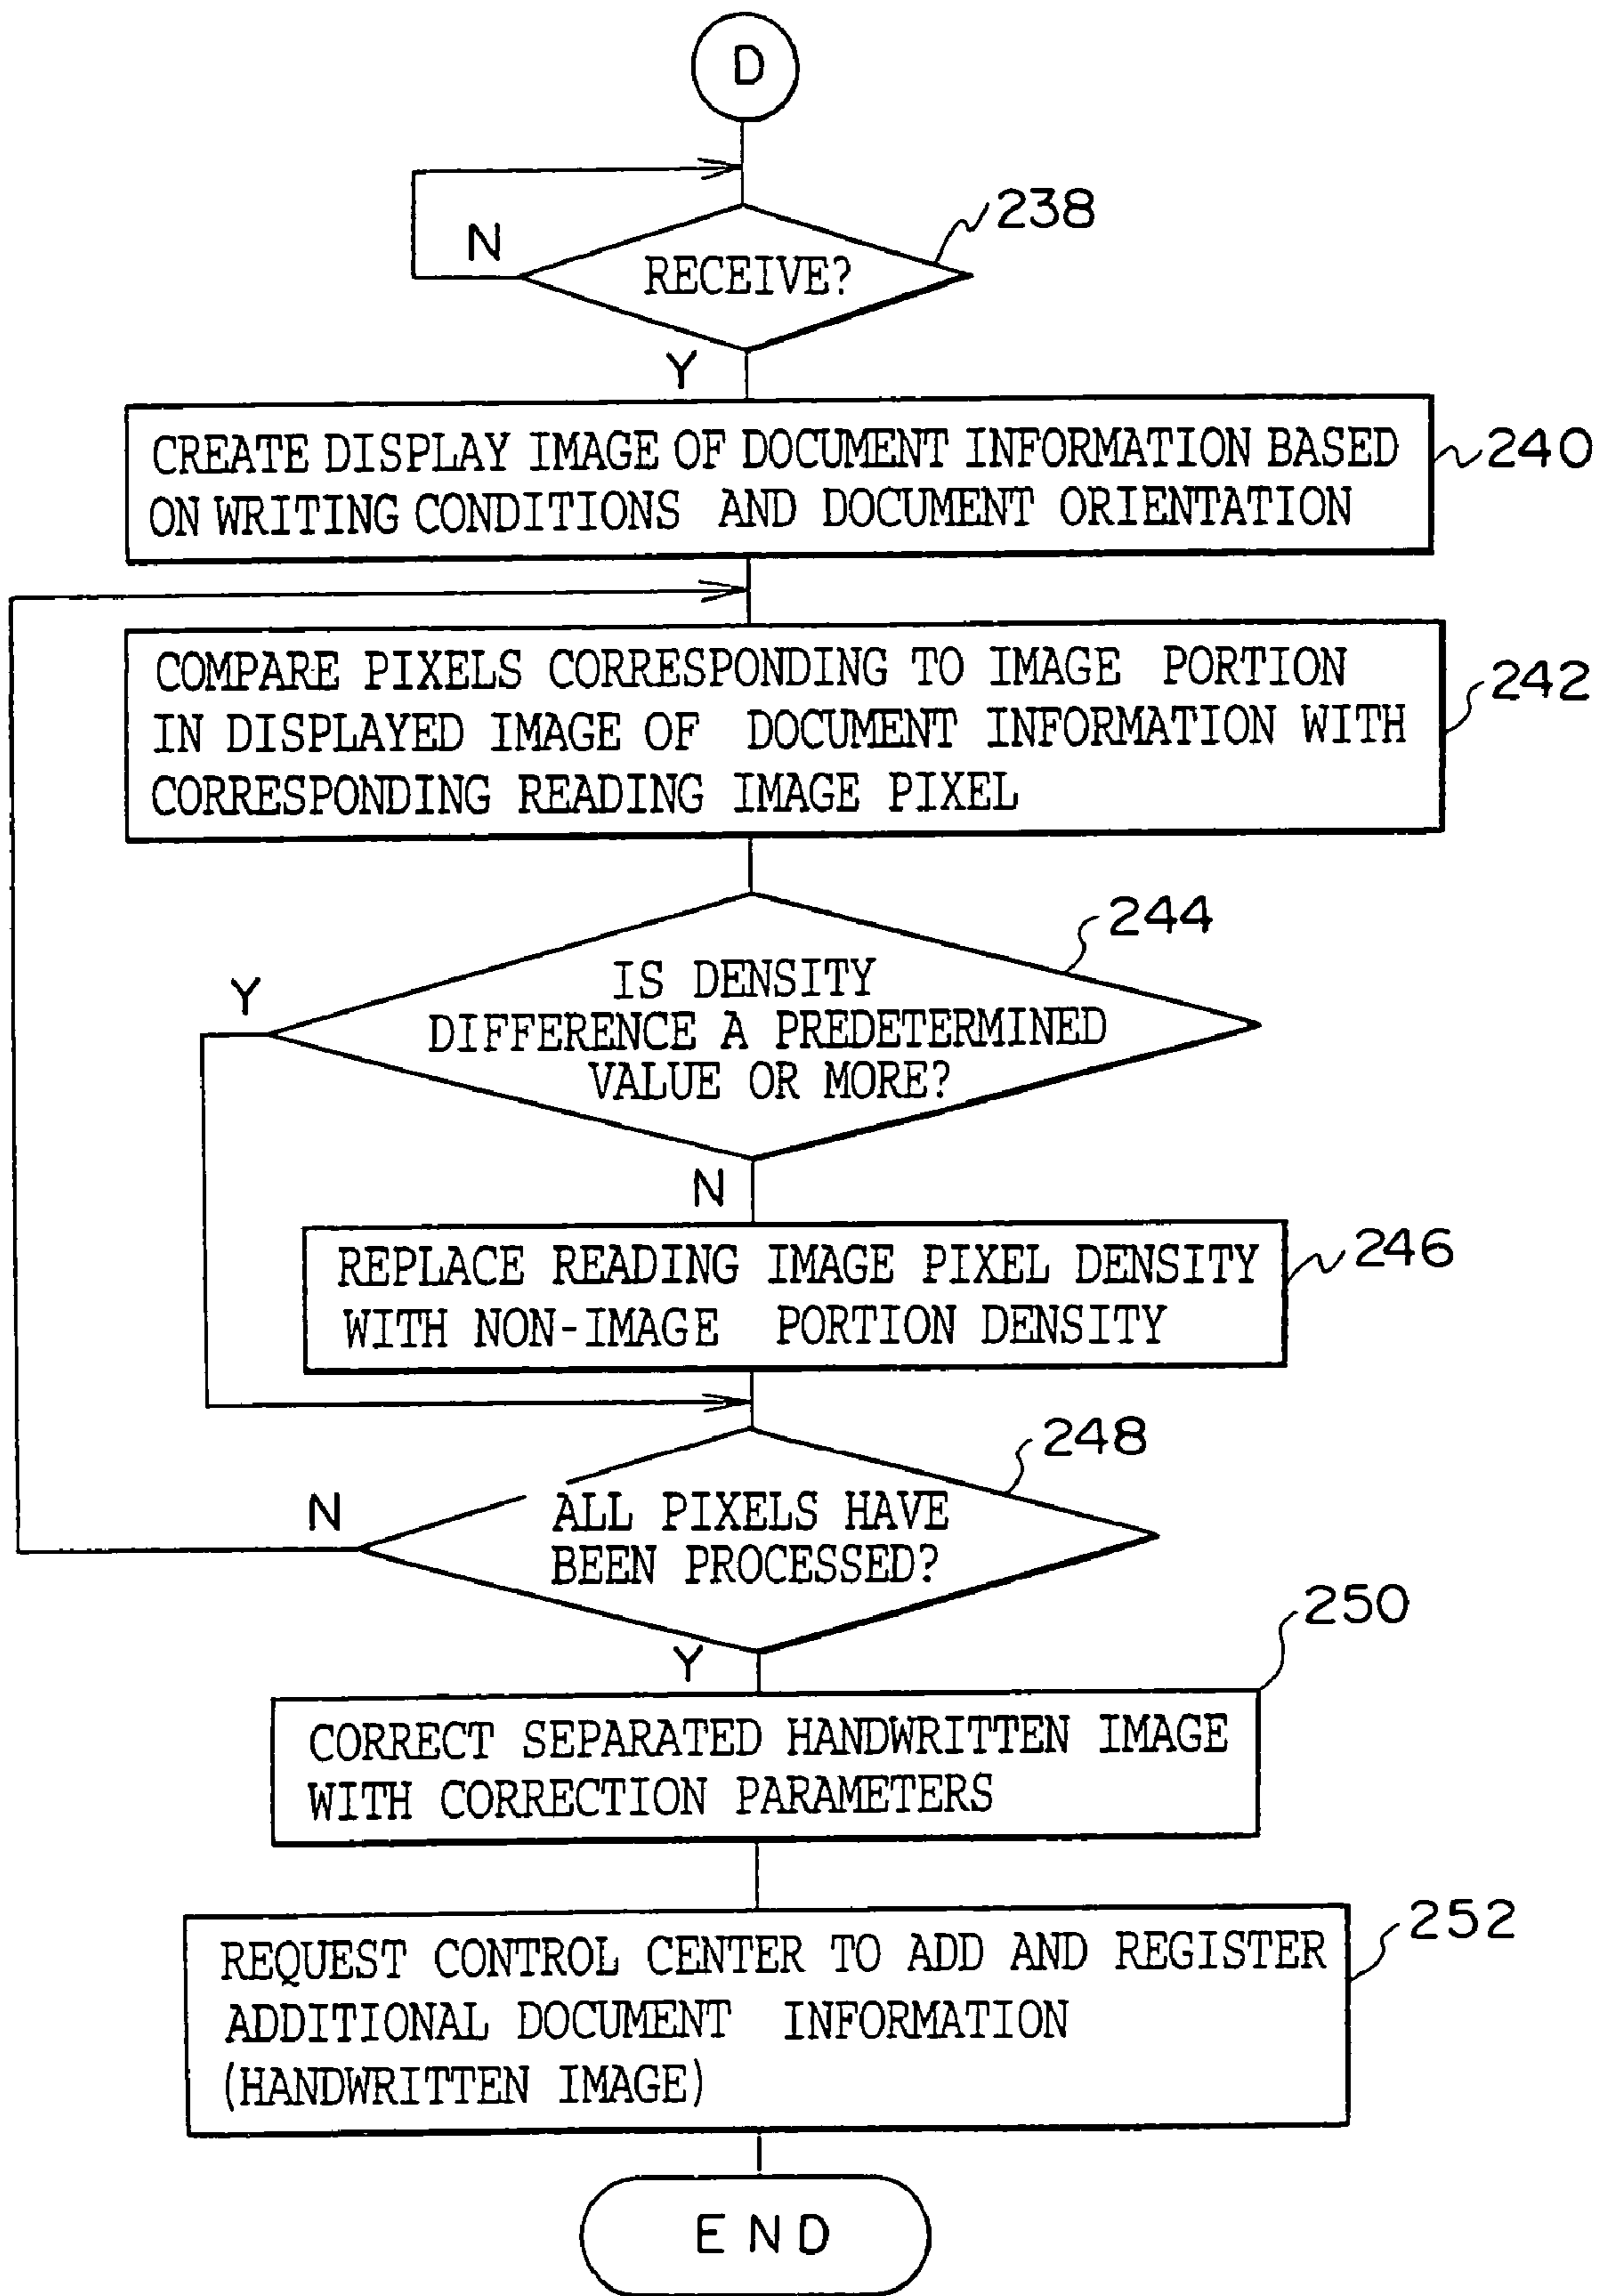 D
238
N
RECEIVE?
Y
CREATE DISPLAY IMAGE OF DOCUMENT INFORMATION BASED
ON WRITING CONDITIONS AND DOCUMENT ORIENTATION
240
COMPARE PIXELS CORRESPONDING TO IMAGE PORTION
IN DISPLAYED IMAGE OF DOCUMENT INFORMATION WITH
CORRESPONDING READING IMAGE PIXEL
242
244
Y
IS DENSITY
DIFFERENCE A PREDETERMINED
VALUE OR MORE?
N
REPLACE READING IMAGE PIXEL DENSITY
WITH NON-IMAGE PORTION DENSITY
246
248
N
ALL PIXELS HAVE
BEEN PROCESSED?
250
Y
CORRECT SEPARATED HANDWRITTEN IMAGE
WITH CORRECTION PARAMETERS
252
REQUEST CONTROL CENTER TO ADD AND REGISTER
ADDITIONAL DOCUMENT INFORMATION
(HANDWRITTEN IMAGE)
END